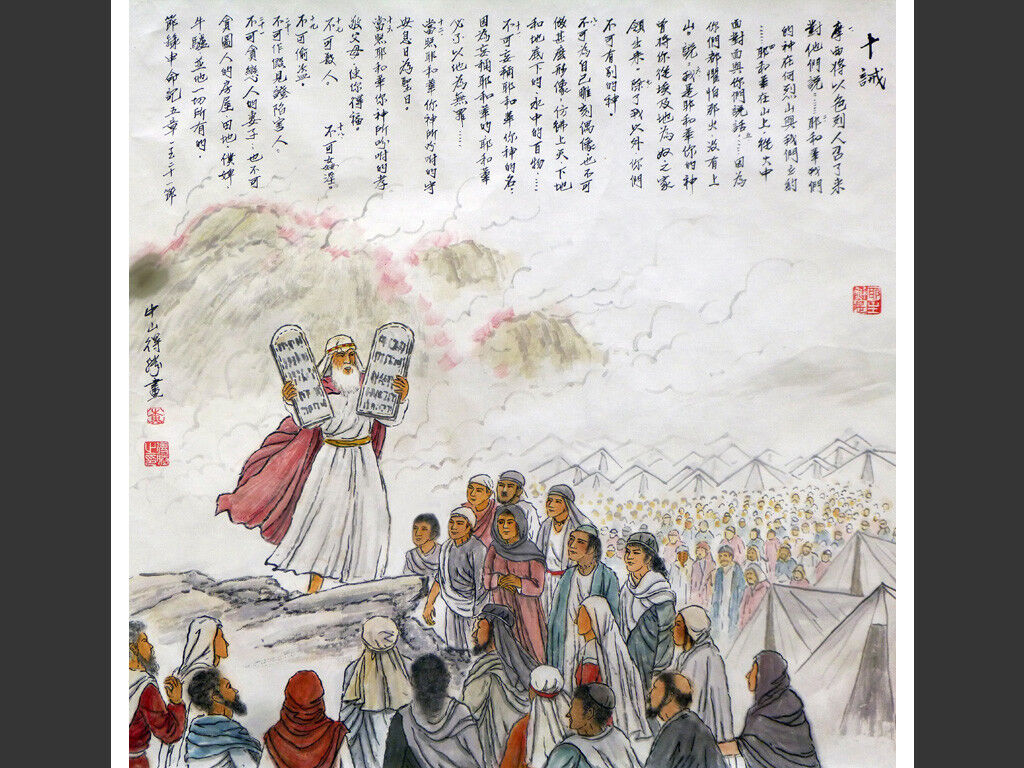 十誡
摩西將以色列人召了來
對他們說：耶和華我們
的神在何烈山與我們立約
……耶和華在山上，從火中
面對面與你們說話。……因為
你們都懼怕那火，沒有上
山。說，我是耶和華你的神
曾將你從埃及地為奴之家
領出來。除了我以外，你們
不可有別的神。
不可為自己雕刻偶像也不可
做甚麼形像，仿彿上天、下地
和地底下的，水中的百物……
不可妄稱耶和華你神的名。
因為妄稱耶和華的耶和華
必不以他為無罪……
當照耶和華你神所吩咐的守
安息日為聖日。
當照耶和華你神所吩咐的孝
敬父母，使你得福。
十七不可殺人。 十八不可姦淫。
十九不可偷盜。
二十不可作假見證陷害人。
不可貪戀人的妻子，也不可
貪圖人的房屋、田地、僕婢
牛驢並他一切所有的。
節錄申命記五章
中山得勝畫